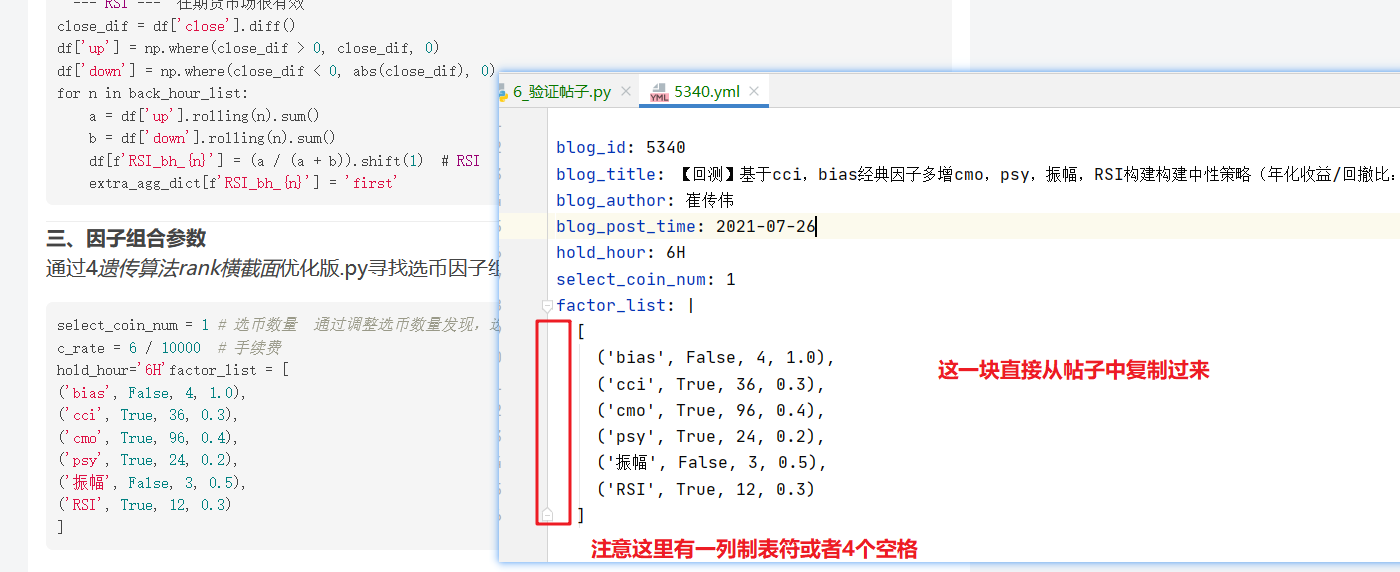 --- RSI --- 在期货市场很有效
close_dif = df['close'].diff()
df['up'] = np.where(close_dif > 0, close_dif, 0)
df['down'] = np.where(close_dif < 0, abs(close_dif), 0)
for n in back_hour_list:
    a = df['up'].rolling(n).sum()
    b = df['down'].rolling(n).sum()
    df[f'RSI_bh_{n}'] = (a / (a + b)).shift(1)  # RSI
    extra_agg_dict[f'RSI_bh_{n}'] = 'first'
三、因子组合参数
通过4遗传算法rank横截面优化版.py寻找选币因子组
select_coin_num = 1 # 选币数量  通过调整选币数量发现，
c_rate = 6 / 10000  # 手续费
hold_hour='6H'factor_list = [
('bias', False, 4, 1.0),
('cci', True, 36, 0.3),
('cmo', True, 96, 0.4),
('psy', True, 24, 0.2),
('振幅', False, 3, 0.5),
('RSI', True, 12, 0.3)
]
6_验证帖子.py
YML
5340.yml
blog_id: 5340
blog_title: 【回测】基于cci，bias经典因子多增cmo，psy，振幅，RSI构建构建中性策略（年化收益/回撤比：
blog_author: 崔传伟
blog_post_time: 2021-07-26
hold_hour: 6H
select_coin_num: 1
factor_list: |
  [
    ('bias', False, 4, 1.0),
    ('cci', True, 36, 0.3),
    ('cmo', True, 96, 0.4),
    ('psy', True, 24, 0.2),
    ('振幅', False, 3, 0.5),
    ('RSI', True, 12, 0.3)
  ]
这一块直接从帖子中复制过来
注意这里有一列制表符或者4个空格